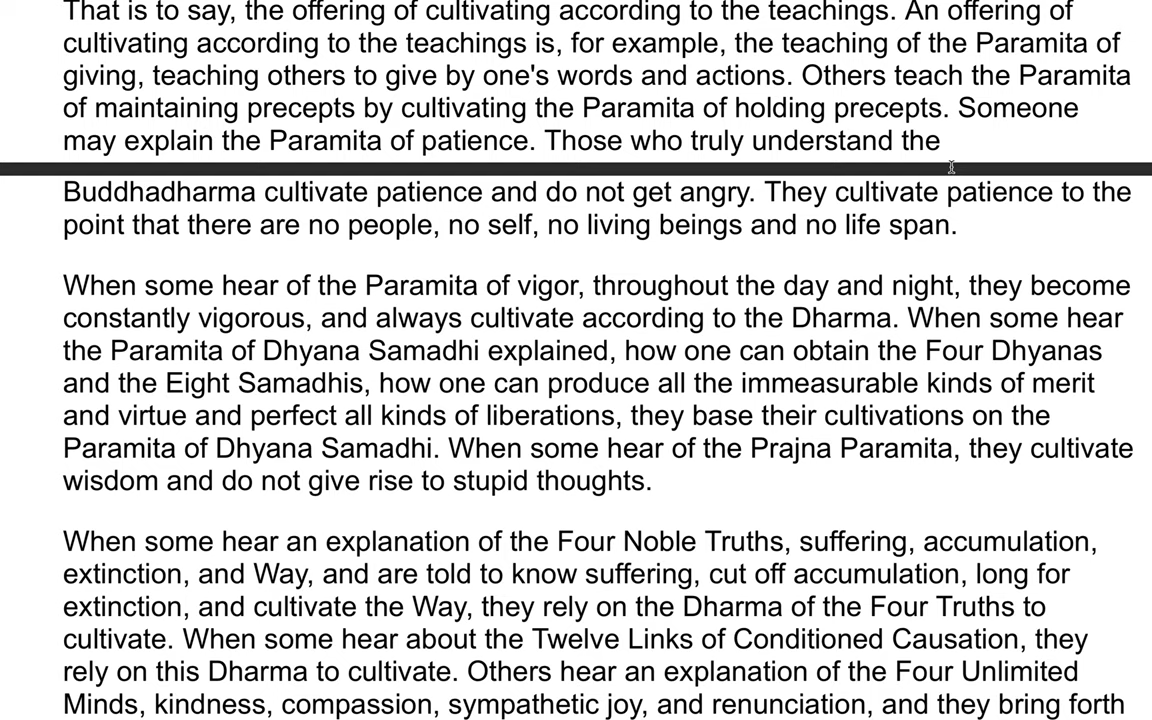 That is to say, the offering of cultivating according to the teachings. An offering of
cultivating according to the teachings is, for example, the teaching of the Paramita of
giving, teaching others to give by one's words and actions. Others teach the Paramita
of maintaining precepts by cultivating the Paramita of holding precepts. Someone
may explain the Paramita of patience. Those who truly understand the
Buddhadharma cultivate patience and do not get angry. They cultivate patience to the
point that there are no people, no self, no living beings and no life span.
When some hear of the Paramita of vigor, throughout the day and night, they become
constantly vigorous, and always cultivate according to the Dharma. When some hear
the Paramita of Dhyana Samadhi explained, how one can obtain the Four Dhyanas
and the Eight Samadhis, how one can produce all the immeasurable kinds of merit
and virtue and perfect all kinds of liberations, they base their cultivations on the
Paramita of Dhyana Samadhi. When some hear of the Prajna Paramita, they cultivate
wisdom and do not give rise to stupid thoughts.
When some hear an explanation of the Four Noble Truths, suffering, accumulation,
extinction, and Way, and are told to know suffering, cut off accumulation, long for
extinction, and cultivate the Way, they rely on the Dharma of the Four Truths to
cultivate. When some hear about the Twelve Links of Conditioned Causation, they
rely on this Dharma to cultivate. Others hear an explanation of the Four Unlimited
Minds, kindness, compassion, sympathetic joy, and renunciation, and they bring forth